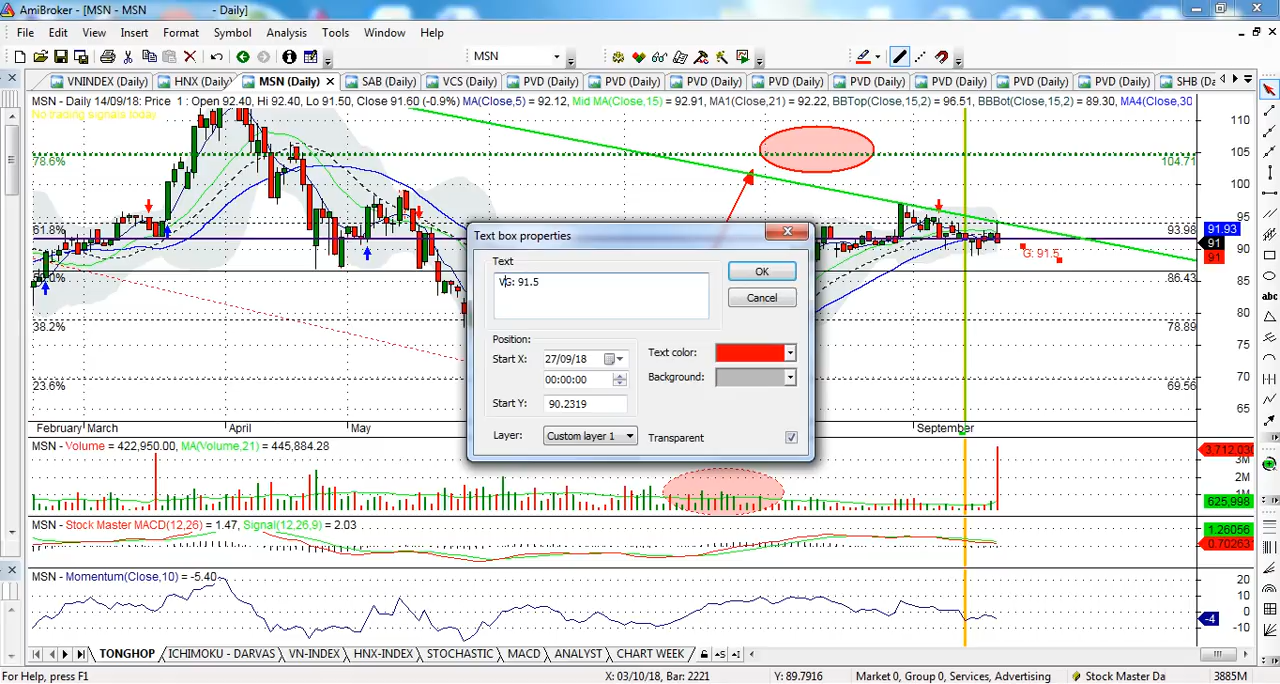 AmiBroker - [MSN - MSN - Daily]
File Edit View Insert Format Symbol Analysis Tools Window Help
MSN
VNINDEX (Daily) HNX (Daily) MSN (Daily) SAB (Daily) VCS (Daily) PVD (Daily) PVD (Daily) PVD (Daily) PVD (Daily) PVD (Daily) PVD (Daily) PVD (Daily) PVD (Daily) SHB (Da
MSN - Daily 14/09/18: Price 1 : Open 92.40, Hi 92.40, Lo 91.50, Close 91.60 (-0.9%) MA(Close,5) = 92.12, Mid MA(Close,15) = 92.91, MA1(Close,21) = 92.22, BBTop(Close,15,2) = 96.51, BBBot(Close,15,2) = 89.30, MA4(Close,30
No trading signals today
110
105
100
95
90
85
80
75
70
65
78.6%
104.71
61.8%
93.98
91.93
91
91
50.0%
86.43
38.2%
78.89
23.6%
69.56
G: 91.5
Text box properties
Text
VG: 91.5
OK
Cancel
Position:
Start X: 27/09/18
00:00:00
Start Y: 90.2319
Text color:
Background:
Layer: Custom layer 1
Transparent
February March April May September
MSN - Volume = 422,950.00, MA(Volume,21) = 445,884.28
3,712,030
3M
2M
1M
625,998
MSN - Stock Master MACD(12,26) = 1.47, Signal(12,26,9) = 2.03
1.26056
0.702631
MSN - Momentum(Close,10) = -5.40
20
10
0
-4
-10
TONGHOP ICHIMOKU - DARVAS VN-INDEX HNX-INDEX STOCHASTIC MACD ANALYST CHART WEEK
For Help, press F1 X: 03/10/18, Bar: 2221 Y: 89.7916 Market 0, Group 0, Services, Advertising Stock Master Da 3885M
abc